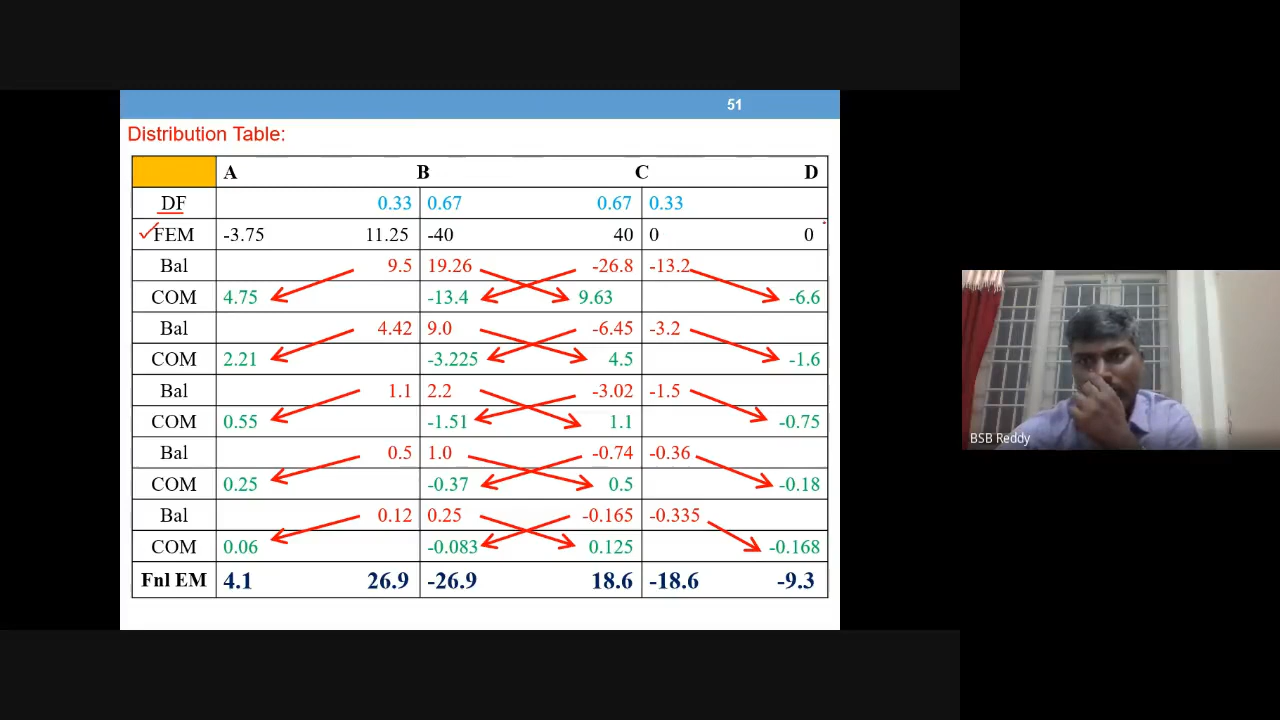 51
Distribution Table:
A B C D
DF 0.33 0.67 0.67 0.33
FEM -3.75 11.25 -40 40 0 0
Bal 9.5 19.26 -26.8 -13.2
COM 4.75 -13.4 9.63 -6.6
Bal 4.42 9.0 -6.45 -3.2
COM 2.21 -3.225 4.5 -1.6
Bal 1.1 2.2 -3.02 -1.5
COM 0.55 -1.51 1.1 -0.75
Bal 0.5 1.0 -0.74 -0.36
COM 0.25 -0.37 0.5 -0.18
Bal 0.12 0.25 -0.165 -0.335
COM 0.06 -0.083 0.125 -0.168
Fnl EM 4.1 26.9 -26.9 18.6 -18.6 -9.3
BSB Reddy